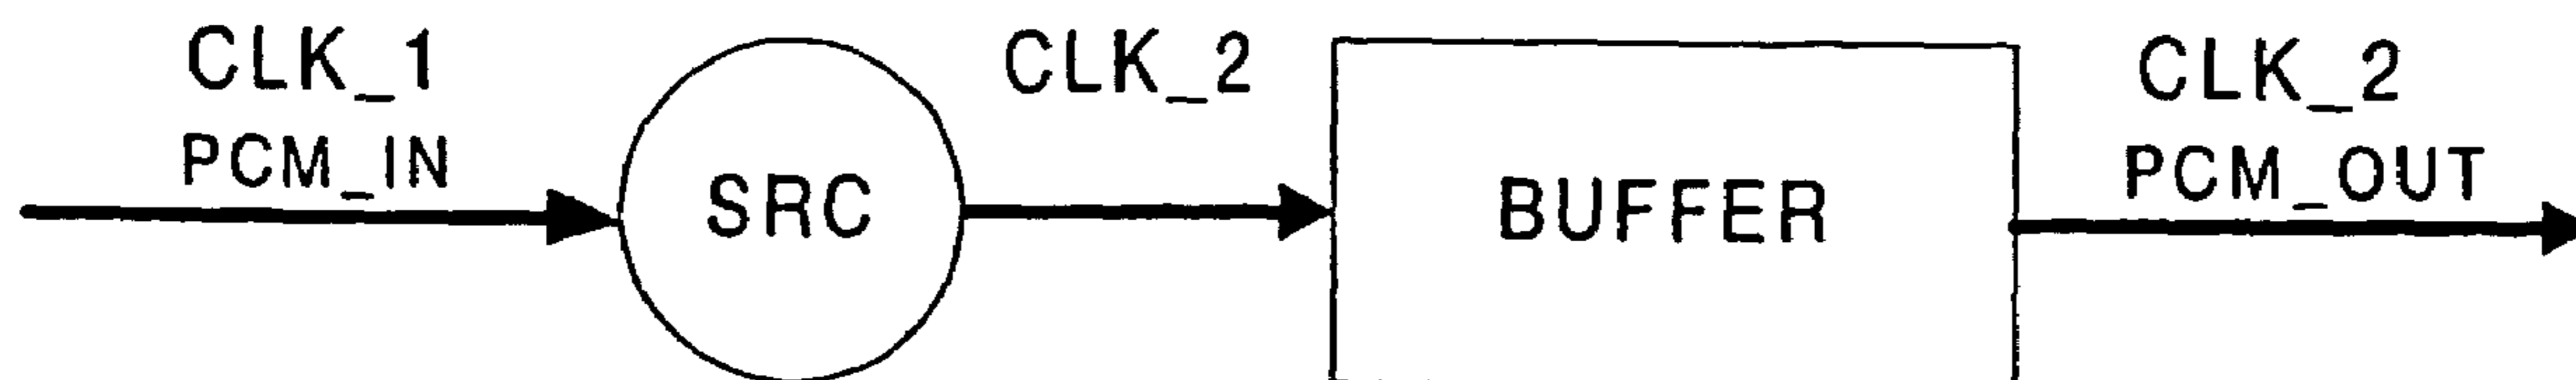 CLK_1
PCM_IN
SRC
CLK_2
BUFFER
CLK_2
PCM_OUT